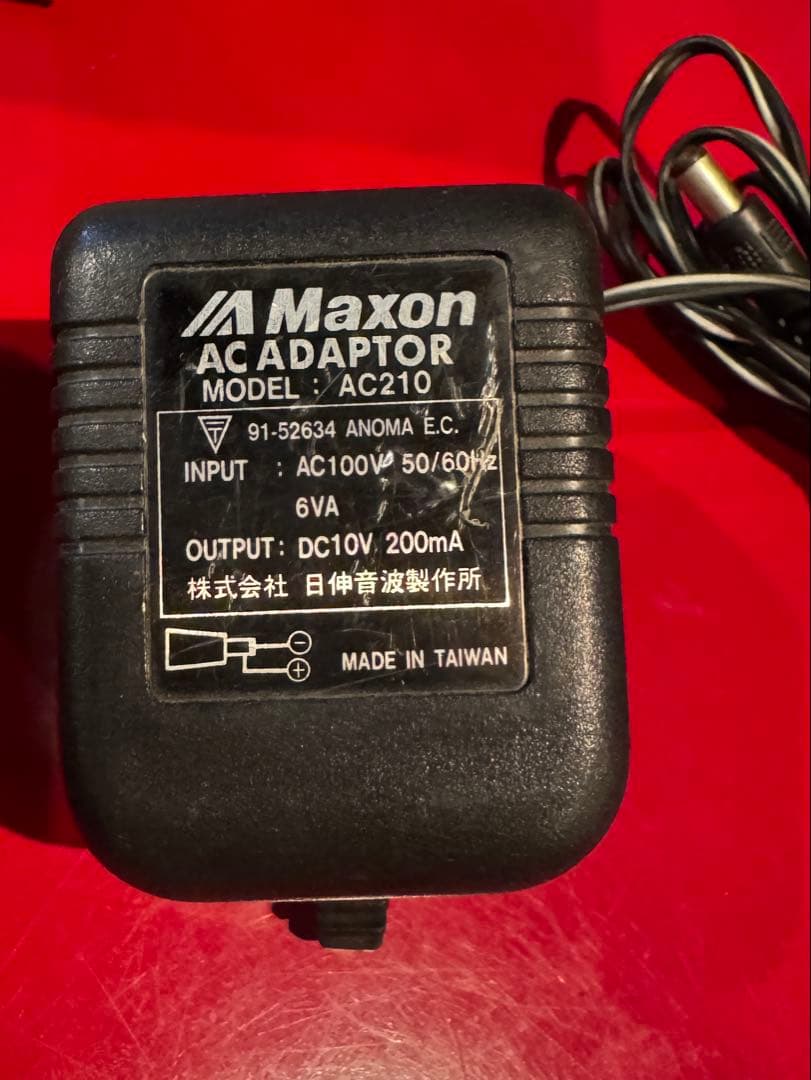 Maxon
AC ADAPTOR
MODEL : AC210
91-52634 ANOMA E.C.
INPUT : AC100V 50/60Hz
6VA
OUTPUT: DC10V 200mA
株式会社 日伸音波製作所
MADE IN TAIWAN